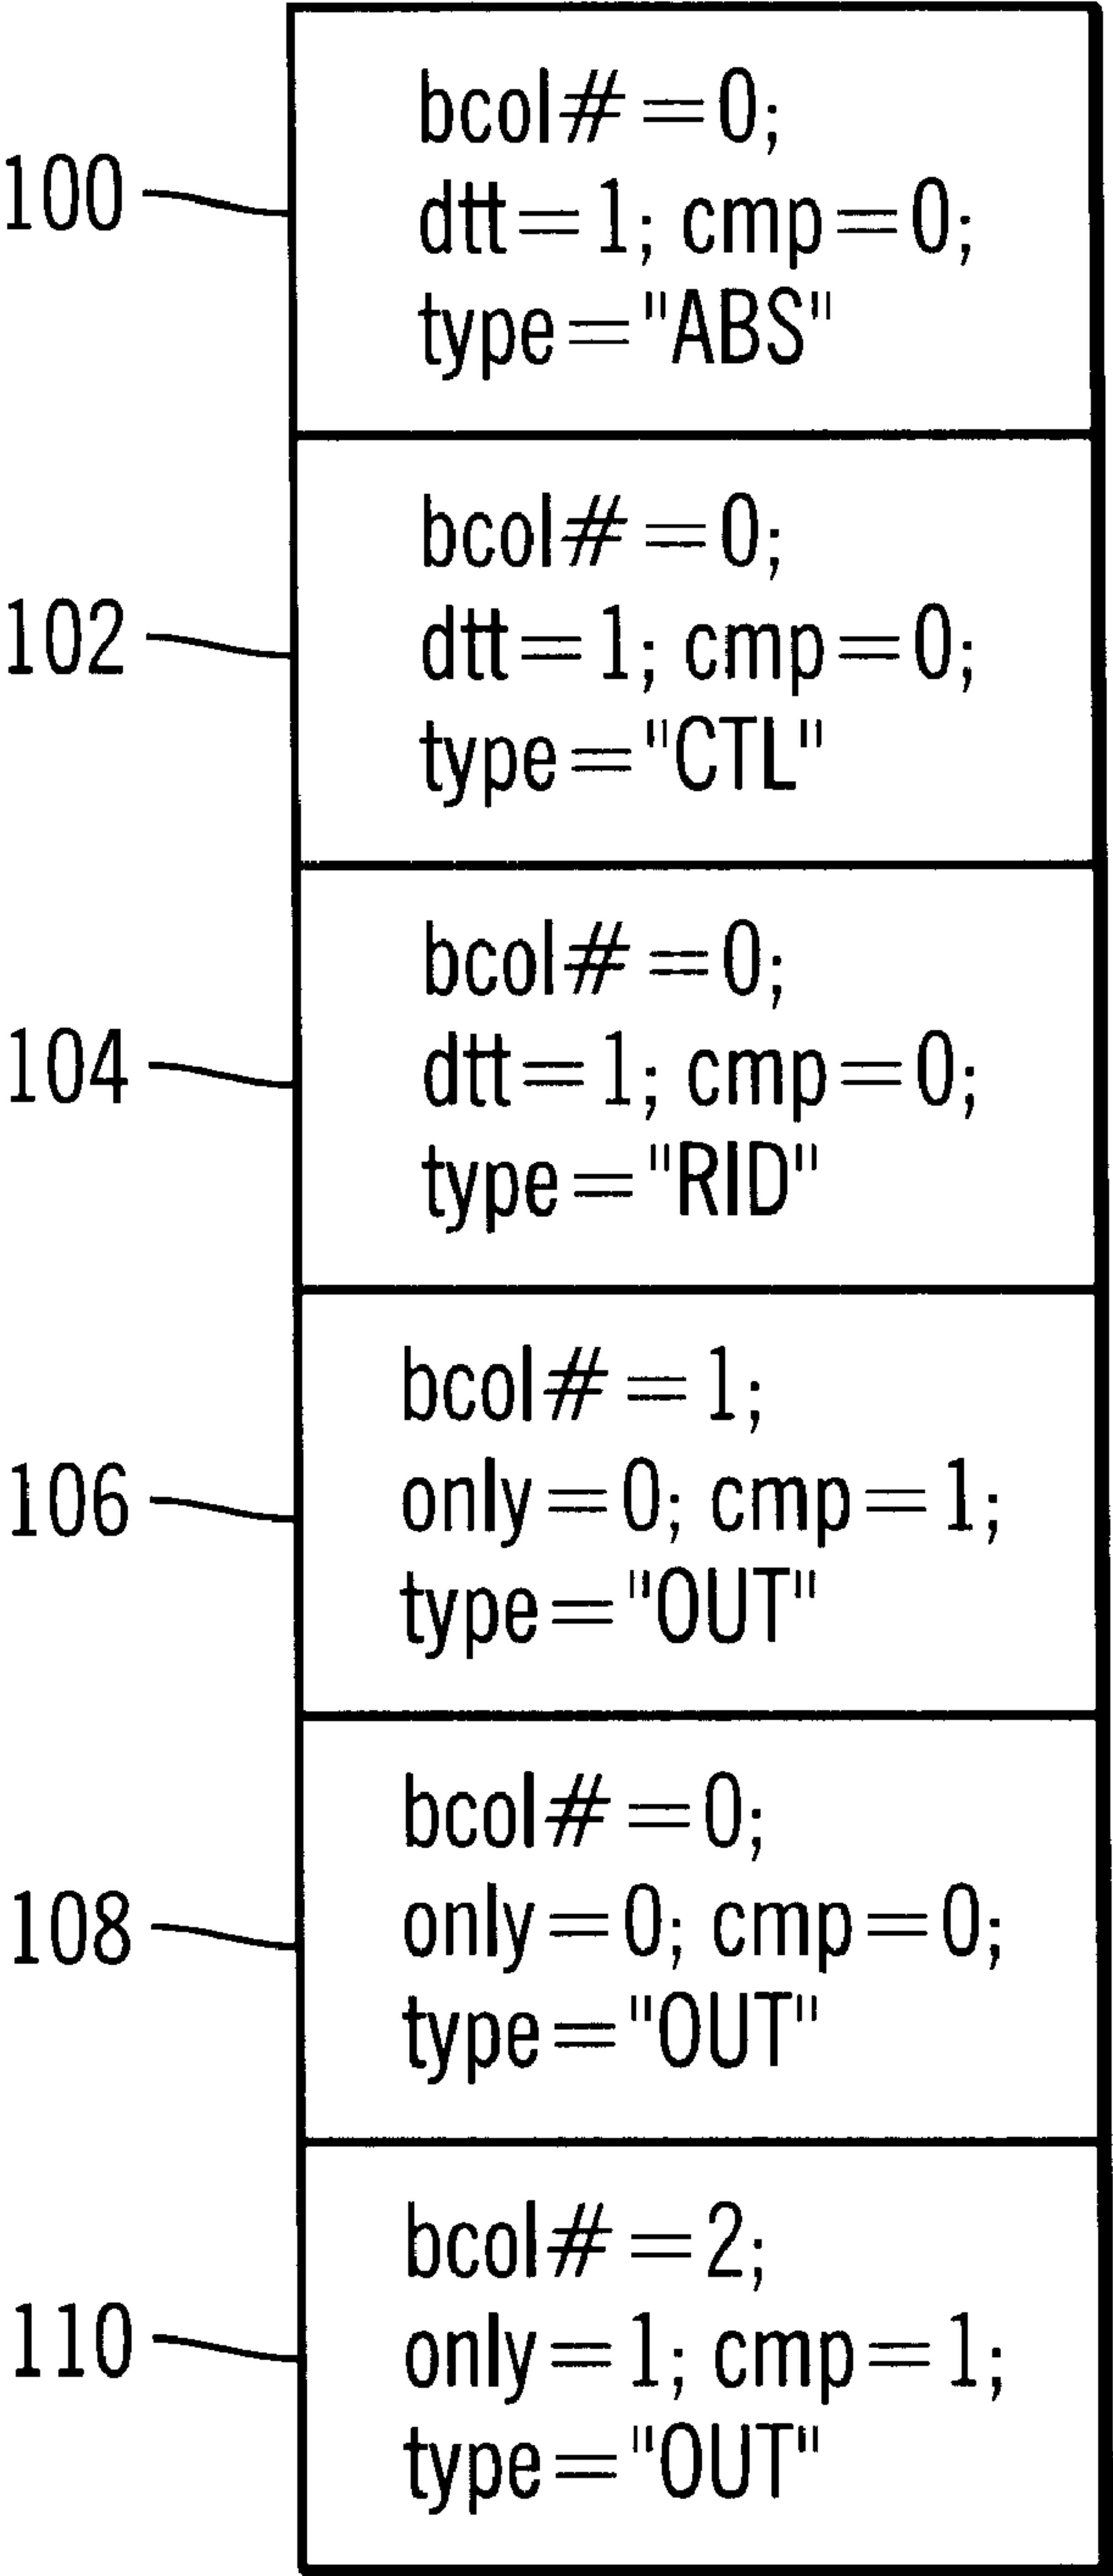 100
bcol#=0;
dtt=1; cmp=0;
type="ABS"
102
bcol#=0;
dtt=1; cmp=0;
type="CTL"
104
bcol#=0;
dtt=1; cmp=0;
type="RID"
106
bcol#=1;
only=0; cmp=1;
type="OUT"
108
bcol#=0;
only=0; cmp=0;
type="OUT"
110
bcol#=2;
only=1; cmp=1;
type="OUT"